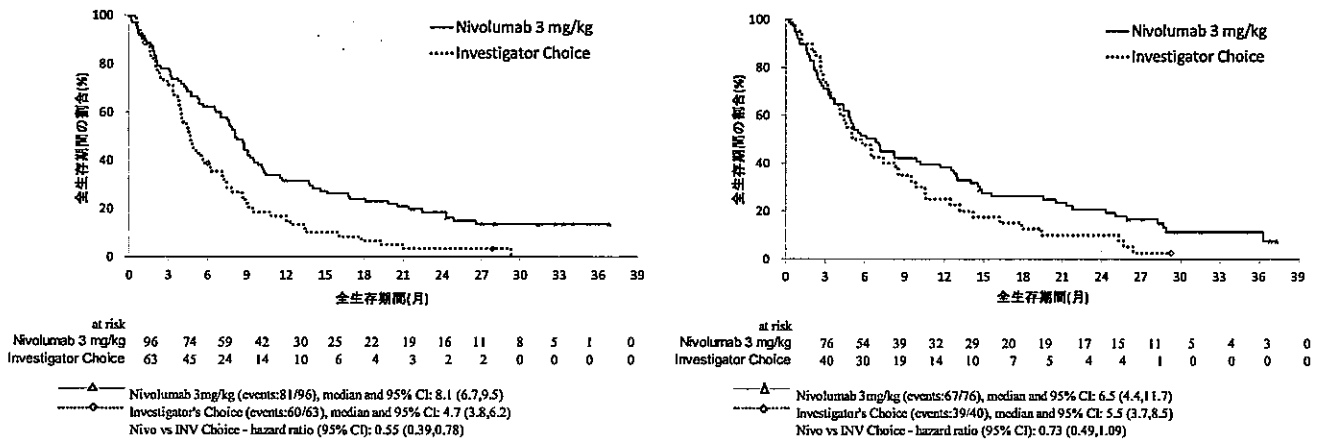 Nivolumab 3 mg/kg
Investigator Choice
全生存期間の割合(%)
100
80
60
40
20
0
0 3 6 9 12 15 18 21 24 27 30 33 36 39
全生存期間(月)
at risk
Nivolumab 3 mg/kg 96 74 59 42 30 25 22 19 16 11 8 5 1 0
Investigator Choice 63 45 24 14 10 6 4 3 2 2 0 0 0 0
Nivolumab 3mg/kg (events:81/96), median and 95% CI: 8.1 (6.7,9.5)
Investigator's Choice (events:60/63), median and 95% CI: 4.7 (3.8,6.2)
Nivo vs INV Choice - hazard ratio (95% CI): 0.55 (0.39,0.78)
Nivolumab 3 mg/kg
Investigator Choice
全生存期間の割合(%)
100
80
60
40
20
0
0 3 6 9 12 15 18 21 24 27 30 33 36 39
全生存期間(月)
at risk
Nivolumab 3 mg/kg 76 54 39 32 29 20 19 17 15 11 5 4 3 0
Investigator Choice 40 30 19 14 10 7 5 4 4 1 0 0 0 0
Nivolumab 3mg/kg (events:67/76), median and 95% CI: 6.5 (4.4,11.7)
Investigator's Choice (events:39/40), median and 95% CI: 5.5 (3.7,8.5)
Nivo vs INV Choice - hazard ratio (95% CI): 0.73 (0.49,1.09)